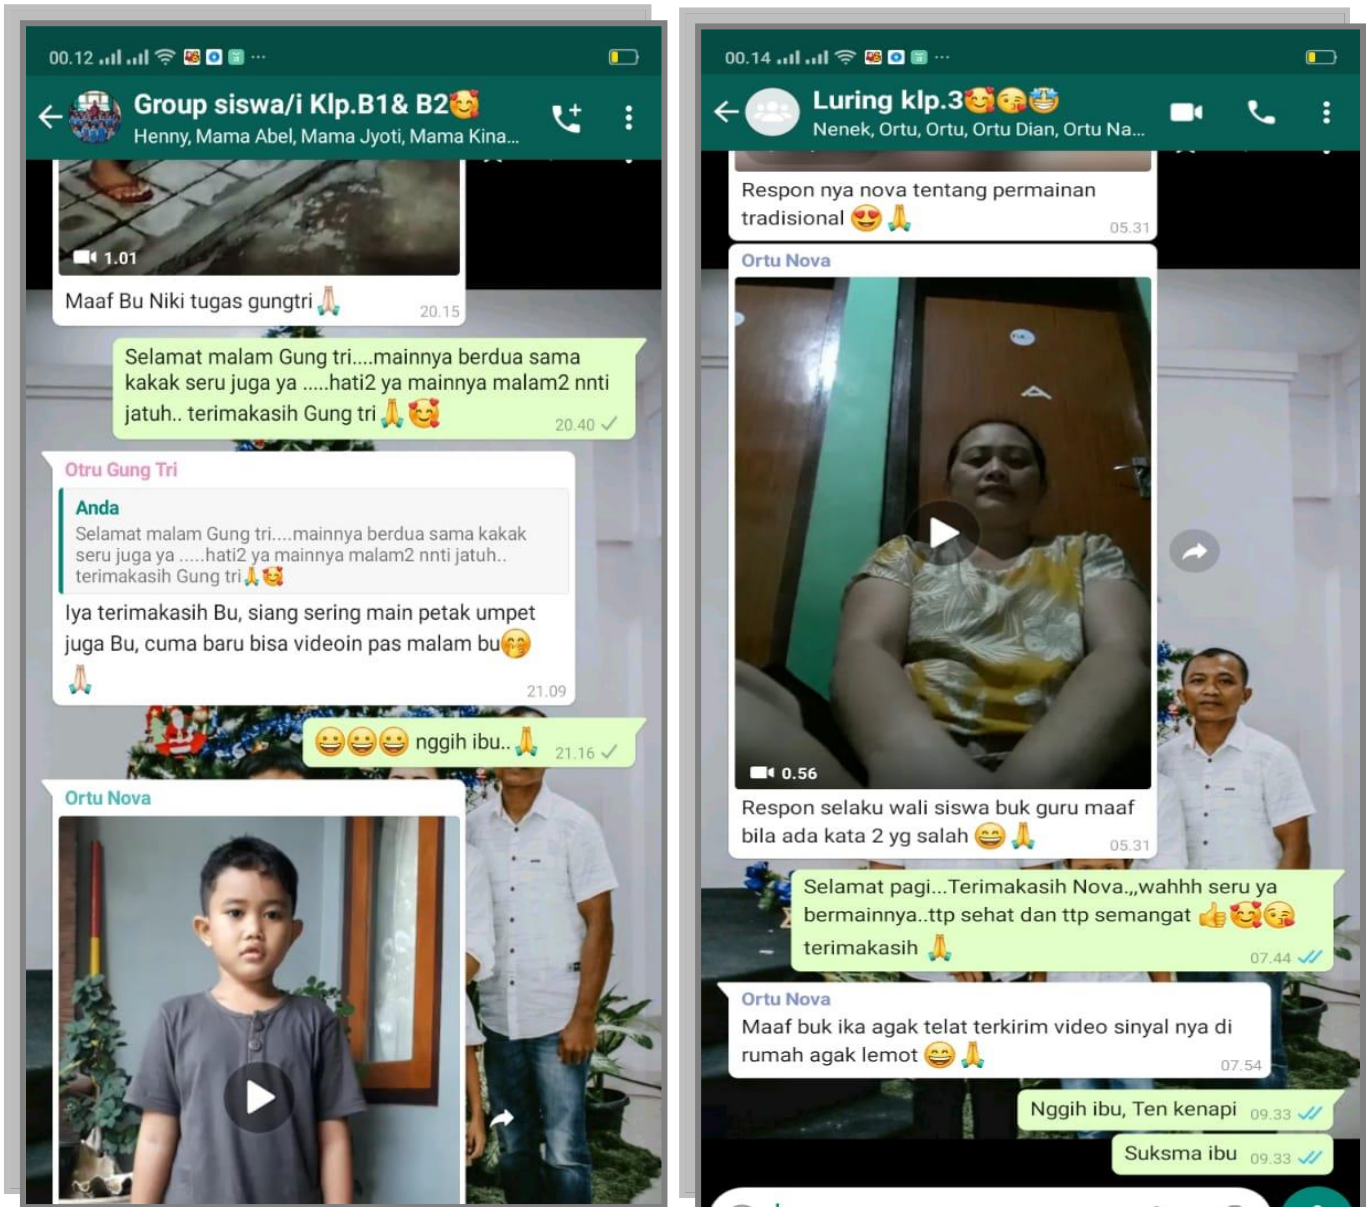 00.12
Group siswa/i Klp.B1& B2🥰
Henny, Mama Abel, Mama Jyoti, Mama Kina...
1.01
Maaf Bu Niki tugas gungtri🙏🏻
20.15
Selamat malam Gung tri....mainnya berdua sama
kakak seru juga ya .....hati2 ya mainnya malam2 nnti
jatuh.. terimakasih Gung tri🙏🥰
20.40
Otru Gung Tri
Anda
Selamat malam Gung tri....mainnya berdua sama kakak
seru juga ya .....hati2 ya mainnya malam2 nnti jatuh..
terimakasih Gung tri🙏🥰
Iya terimakasih Bu, siang sering main petak umpet
juga Bu, cuma baru bisa videoin pas malam bu🤭
🙏🏻
21.09
😀😀😀 nggih ibu..🙏
21.16
Ortu Nova
00.14
Luring klp.3🥰😘🤩
Nenek, Ortu, Ortu, Ortu Dian, Ortu Na...
Respon nya nova tentang permainan
tradisional 😍🙏
05.31
Ortu Nova
0.56
Respon selaku wali siswa buk guru maaf
bila ada kata 2 yg salah 😄🙏
05.31
Selamat pagi...Terimakasih Nova.,,wahhh seru ya
bermainnya..ttp sehat dan ttp semangat 👍🥰😘
terimakasih 🙏
07.44
Ortu Nova
Maaf buk ika agak telat terkirim video sinyal nya di
rumah agak lemot 😄🙏
07.54
Nggih ibu, Ten kenapi
09.33
Suksma ibu
09.33